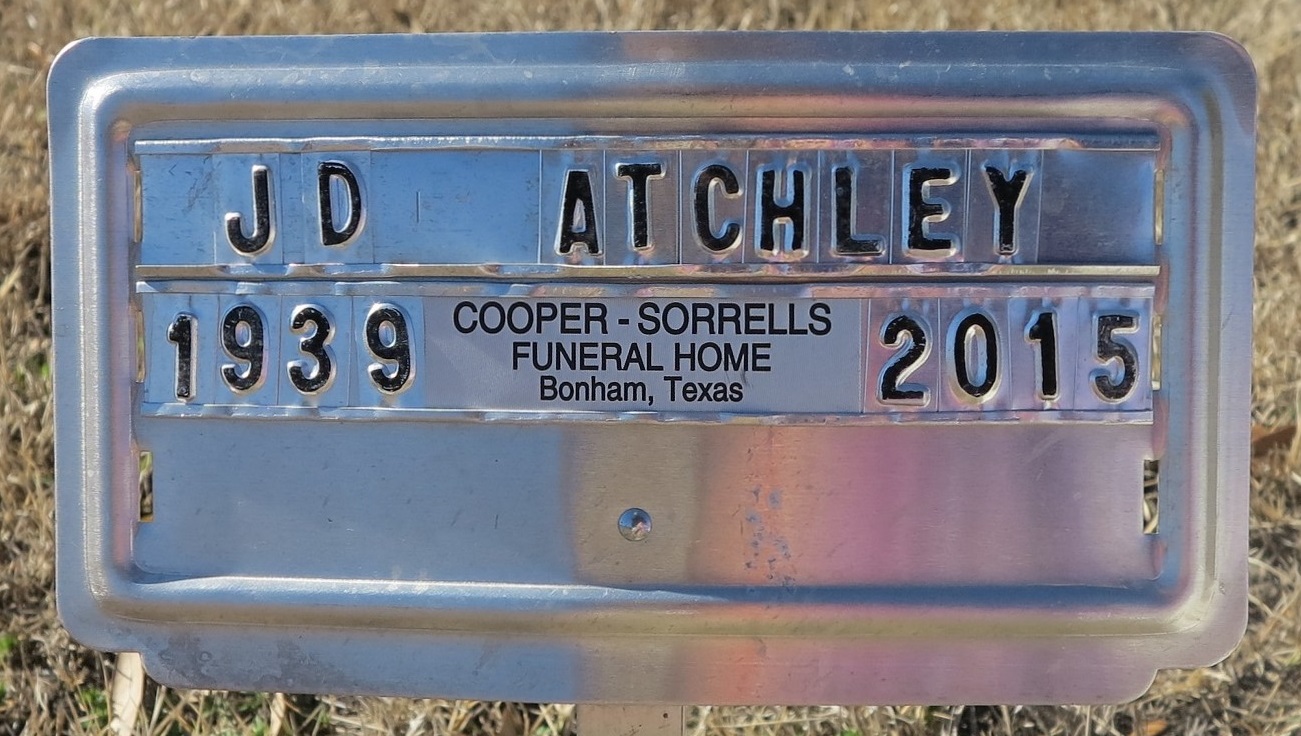 JD ATCHLEY
1939 COOPER - SORRELLS 2015
FUNERAL HOME
Bonham, Texas